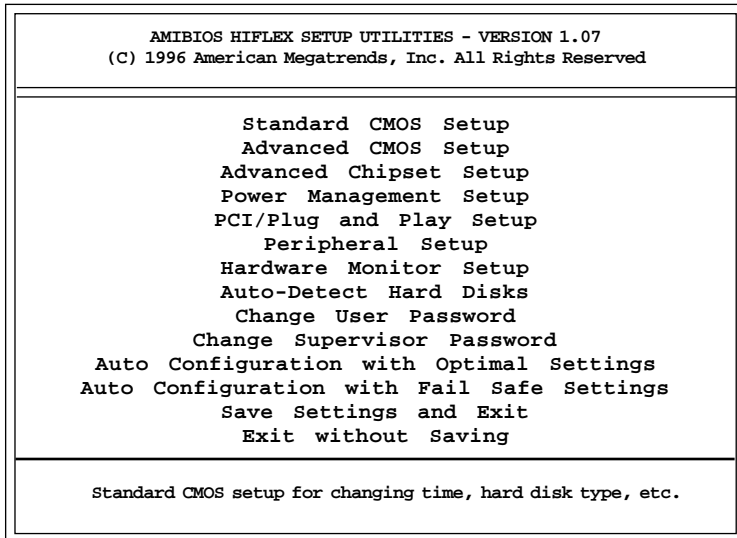 AMIBIOS HIFLEX SETUP UTILITIES - VERSION 1.07
(C) 1996 American Megatrends, Inc. All Rights Reserved
Standard CMOS Setup
Advanced CMOS Setup
Advanced Chipset Setup
Power Management Setup
PCI/Plug and Play Setup
Peripheral Setup
Hardware Monitor Setup
Auto-Detect Hard Disks
Change User Password
Change Supervisor Password
Auto Configuration with Optimal Settings
Auto Configuration with Fail Safe Settings
Save Settings and Exit
Exit without Saving
Standard CMOS setup for changing time, hard disk type, etc.